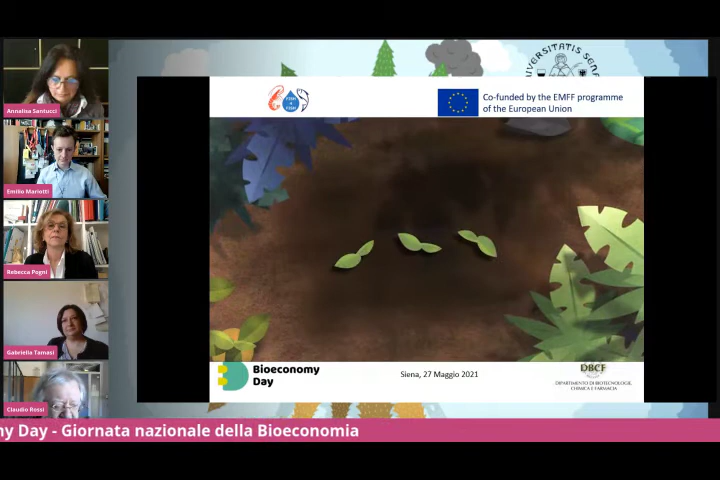 VERSITATIS SENA
Annalisa Santucci
Emilio Mariotti
Rebecca Pogni
Gabriella Tamasi
Claudio Rossi
Co-funded by the EMFF programme
of the European Union
Bioeconomy
Day
Siena, 27 Maggio 2021
DBCF
DIPARTIMENTO DI BIOTECNOLOGIE,
CHIMICA E FARMACIA
ny Day - Giornata nazionale della Bioeconomia